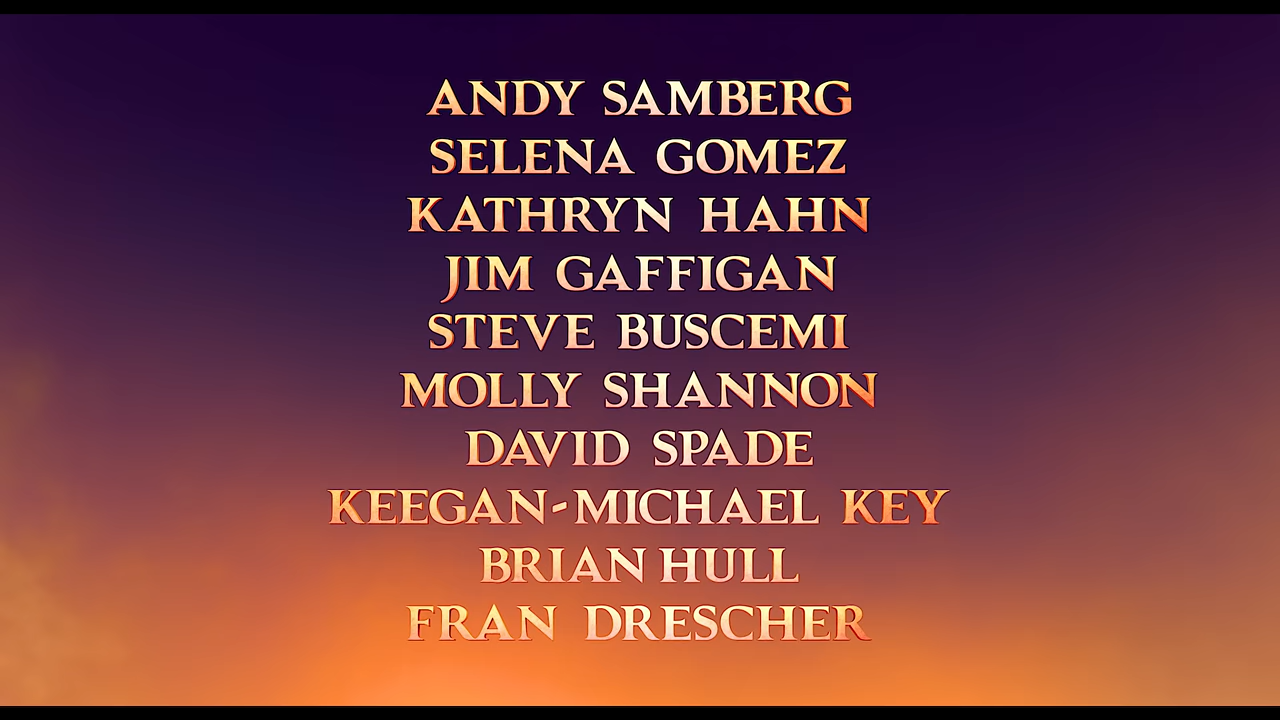 ANDY SAMBERG
SELENA GOMEZ
KATHRYN HAHN
JIM GAFFIGAN
STEVE BUSCEMI
MOLLY SHANNON
DAVID SPADE
KEEGAN-MICHAEL KEY
BRIAN HULL
FRAN DRESCHER